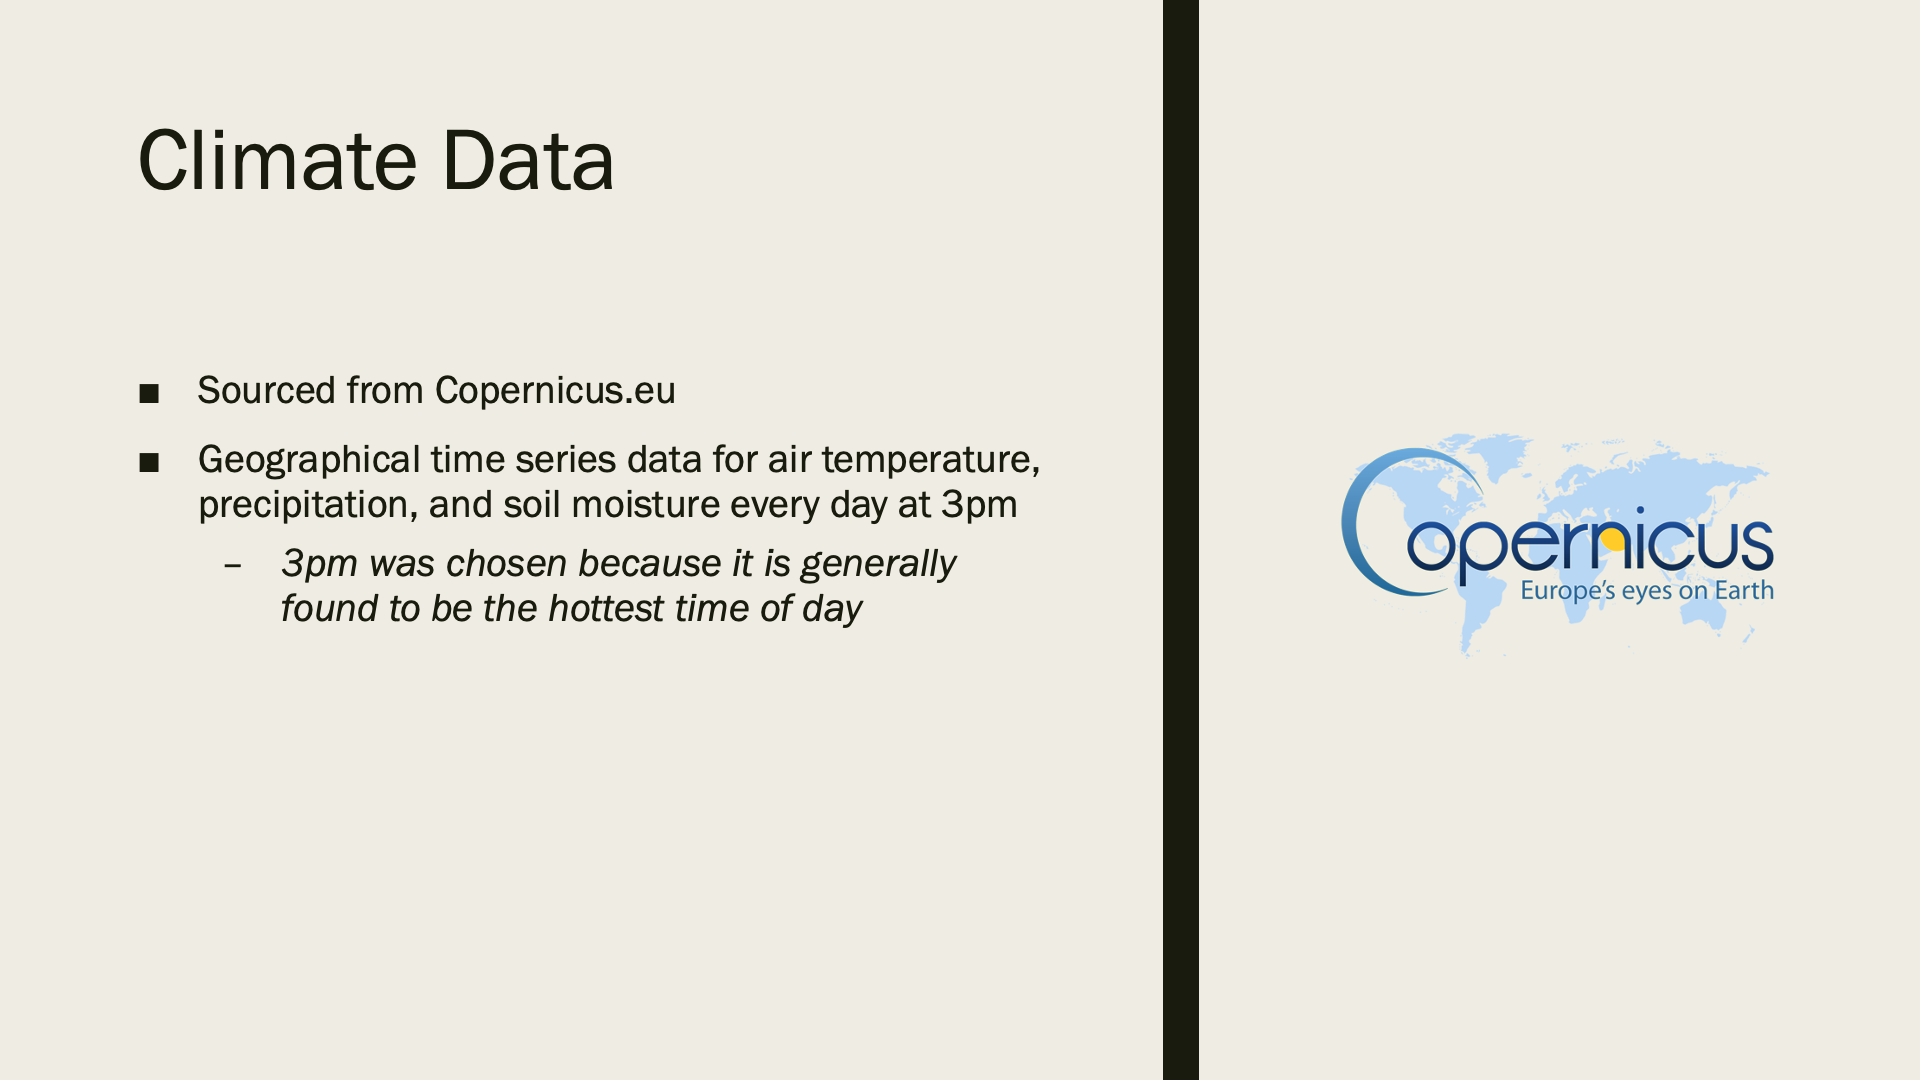 Climate Data
■ Sourced from Copernicus.eu
■ Geographical time series data for air temperature,
precipitation, and soil moisture every day at 3pm
– 3pm was chosen because it is generally
found to be the hottest time of day
Copernicus
Europe's eyes on Earth